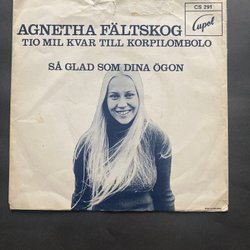 AGNETHA FÄLTSKOG
TIO MIL KVAR TILL KORPILOMBOLO
SÅ GLAD SOM DINA ÖGON
CS 291
Cupol